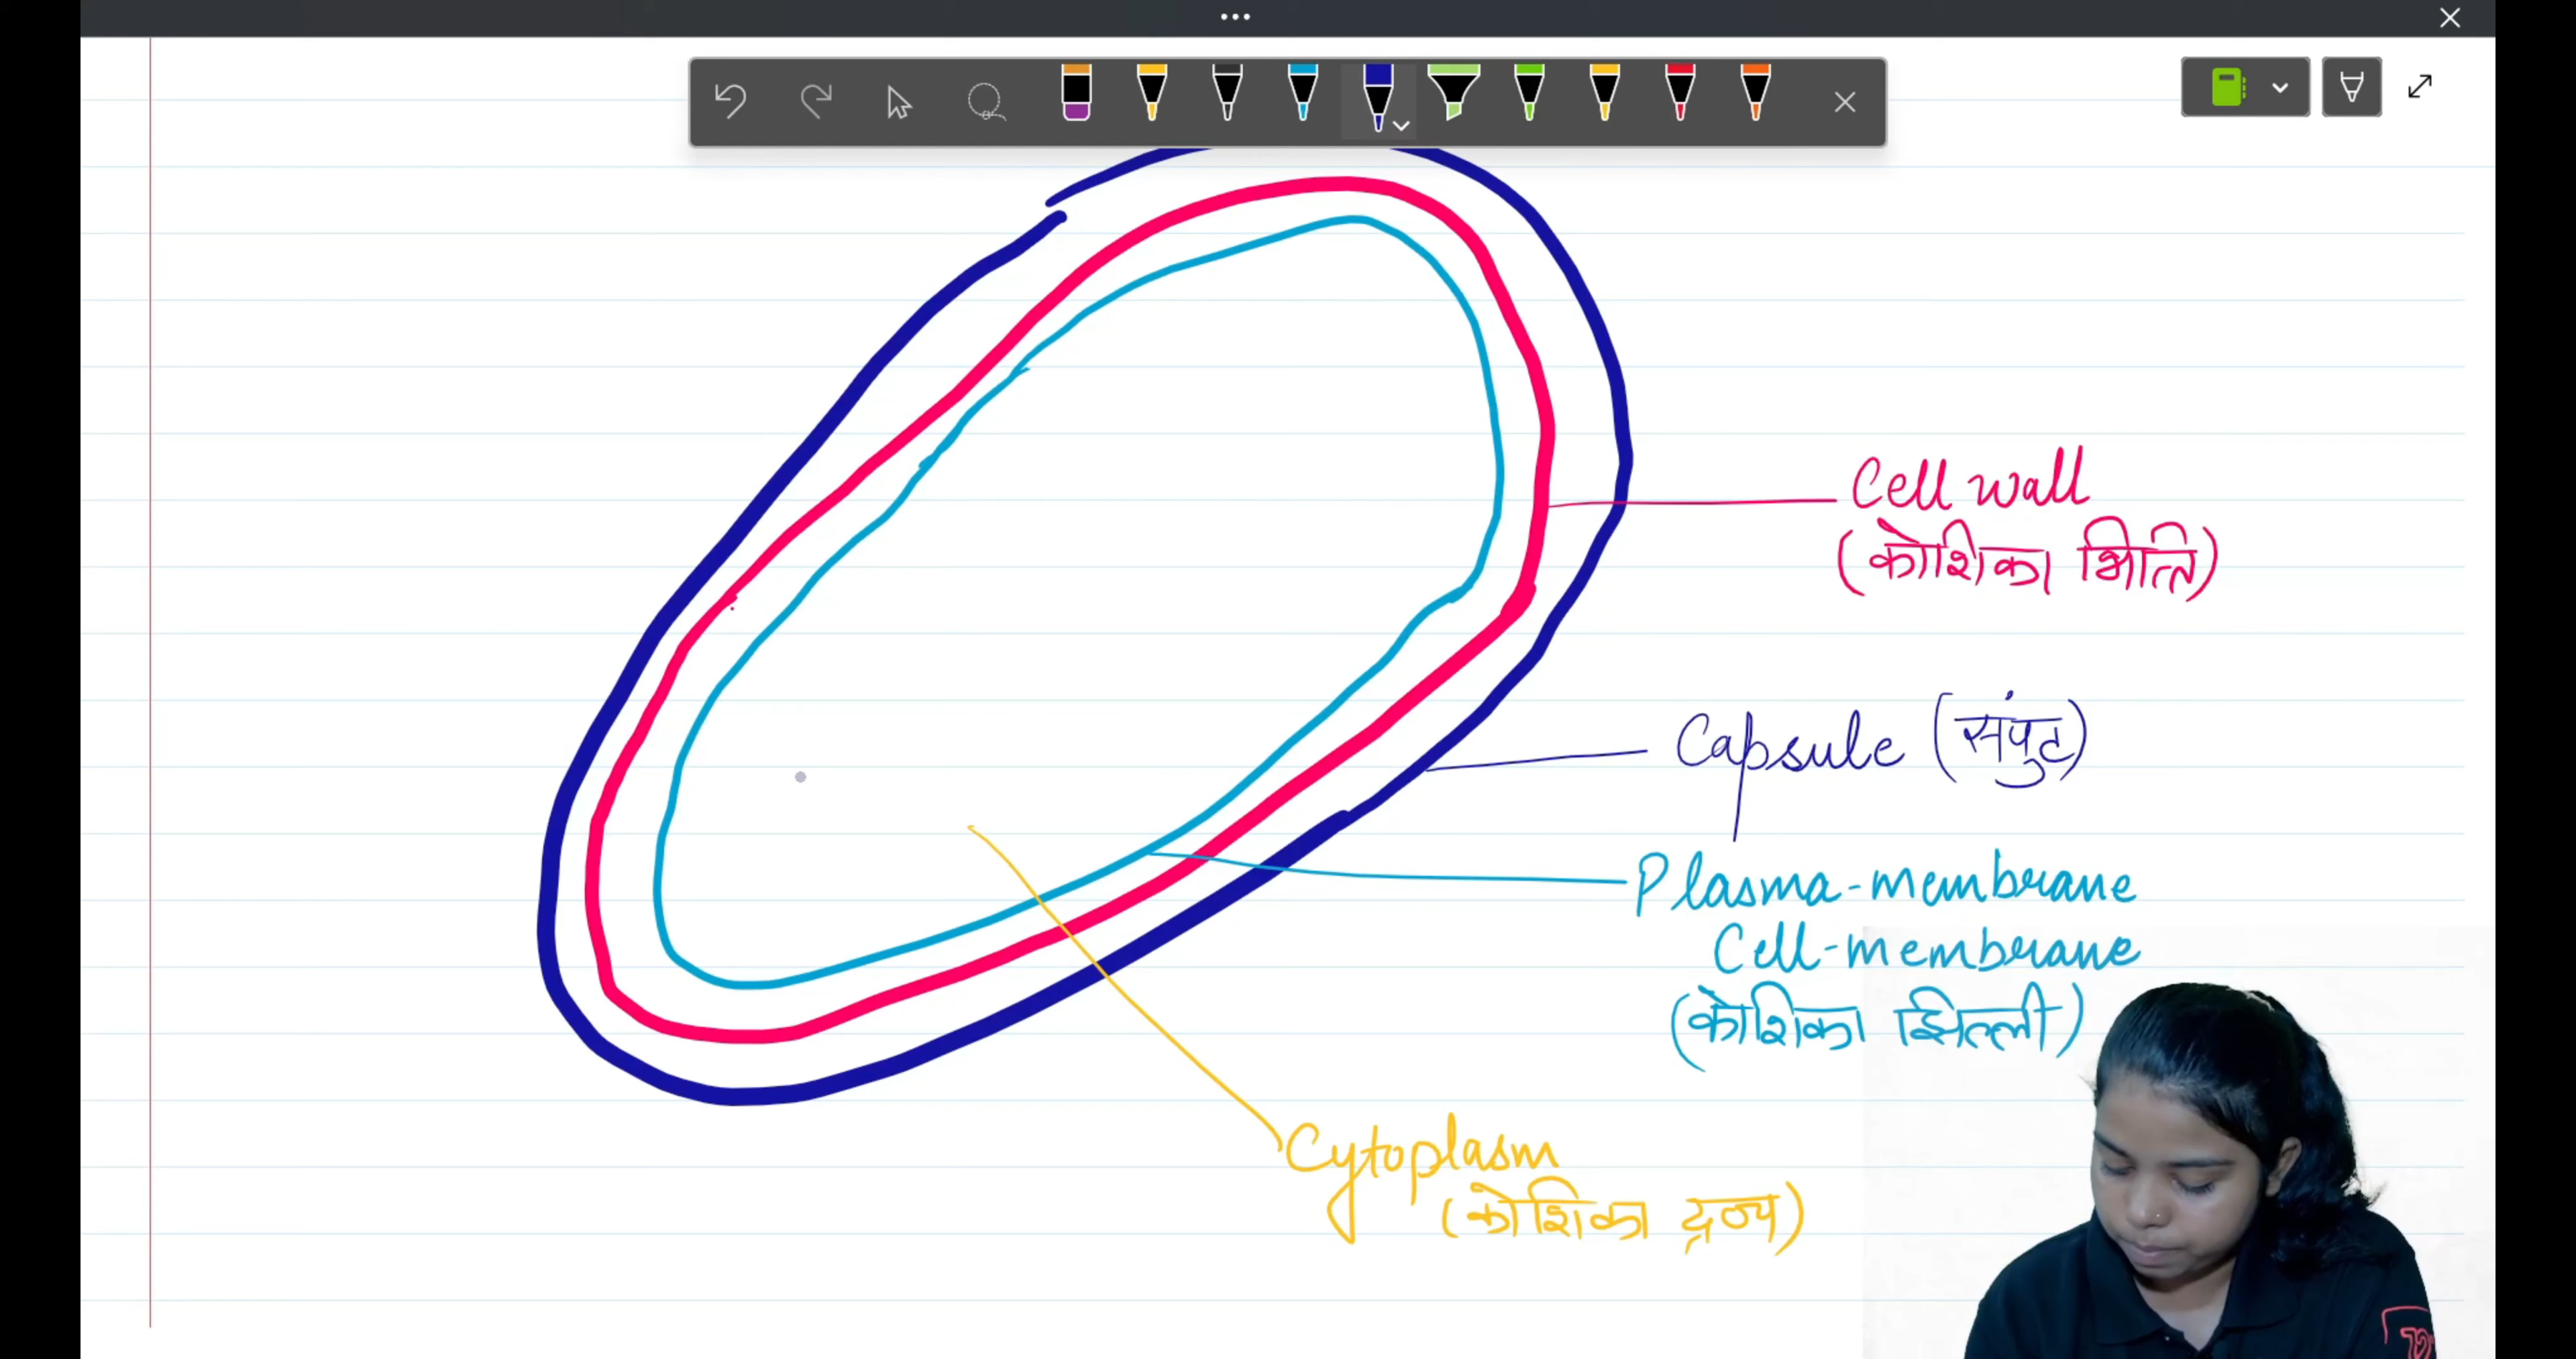 Cell wall
(कोशिका भित्ति)
Capsule (संपुट)
Plasma-membrane
Cell-membrane
(कोशिका झिल्ली)
Cytoplasm
(कोशिका द्रव्य)